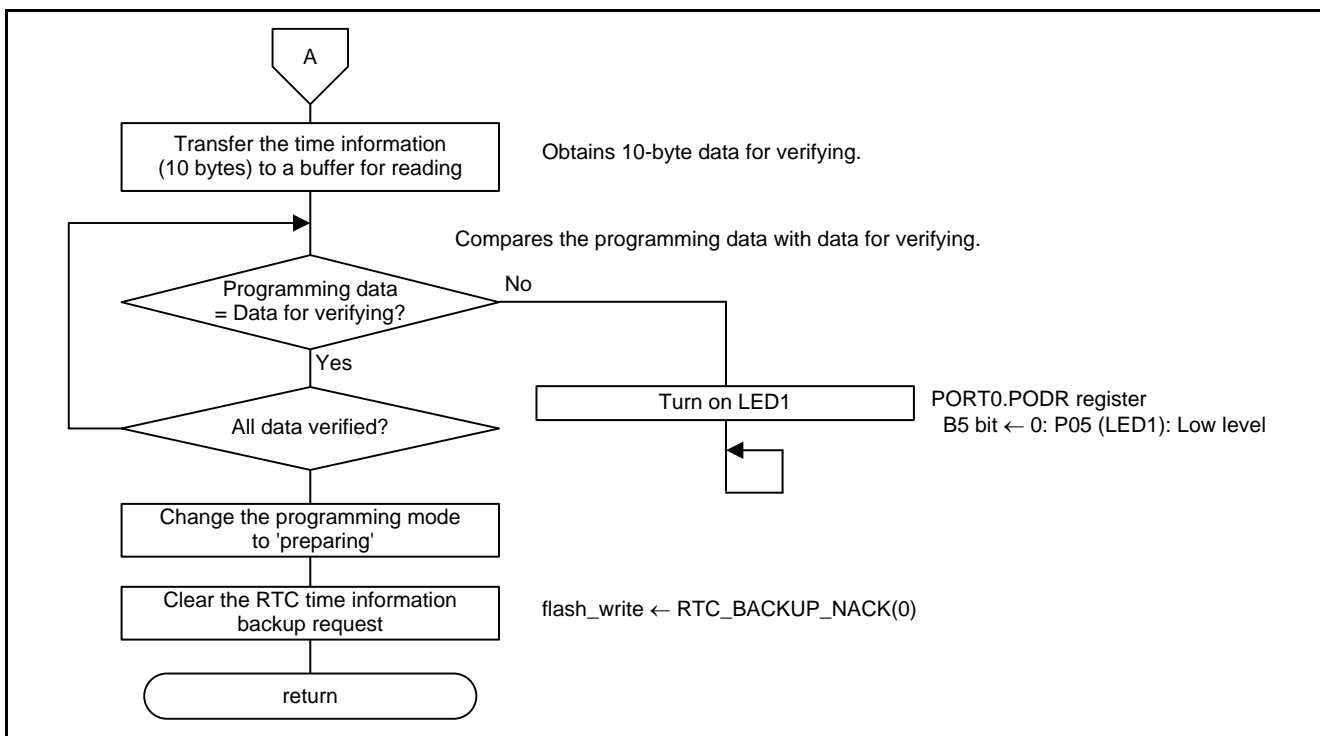 A
Transfer the time information
(10 bytes) to a buffer for reading
Obtains 10-byte data for verifying.
Compares the programming data with data for verifying.
Programming data
= Data for verifying?
No
Yes
Turn on LED1
PORT0.PODR register
B5 bit ← 0: P05 (LED1): Low level
All data verified?
Change the programming mode
to 'preparing'
Clear the RTC time information
backup request
flash_write ← RTC_BACKUP_NACK(0)
return